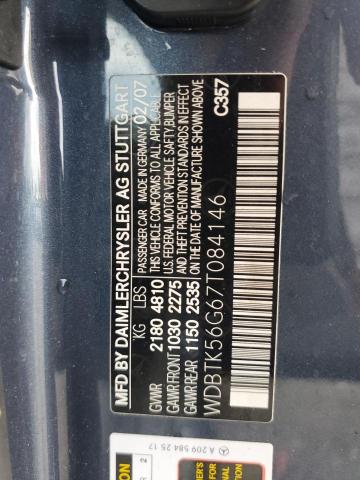 MFD BY DAIMLERCHRYSLER AG STUTTGART
KG LBS PASSENGER CAR MADE IN GERMANY 02/07
GVWR 2180 4810 THIS VEHICLE CONFORMS TO ALL APPLICABLE
GAWR FRONT 1030 2275 U.S. FEDERAL MOTOR VEHICLE SAFETY, BUMPER
GAWR REAR 1150 2535 AND THEFT PREVENTION STANDARDS IN EFFECT
ON THE DATE OF MANUFACTURE SHOWN ABOVE
WDBTK56G67T084146 C357
A 209 584 25 17